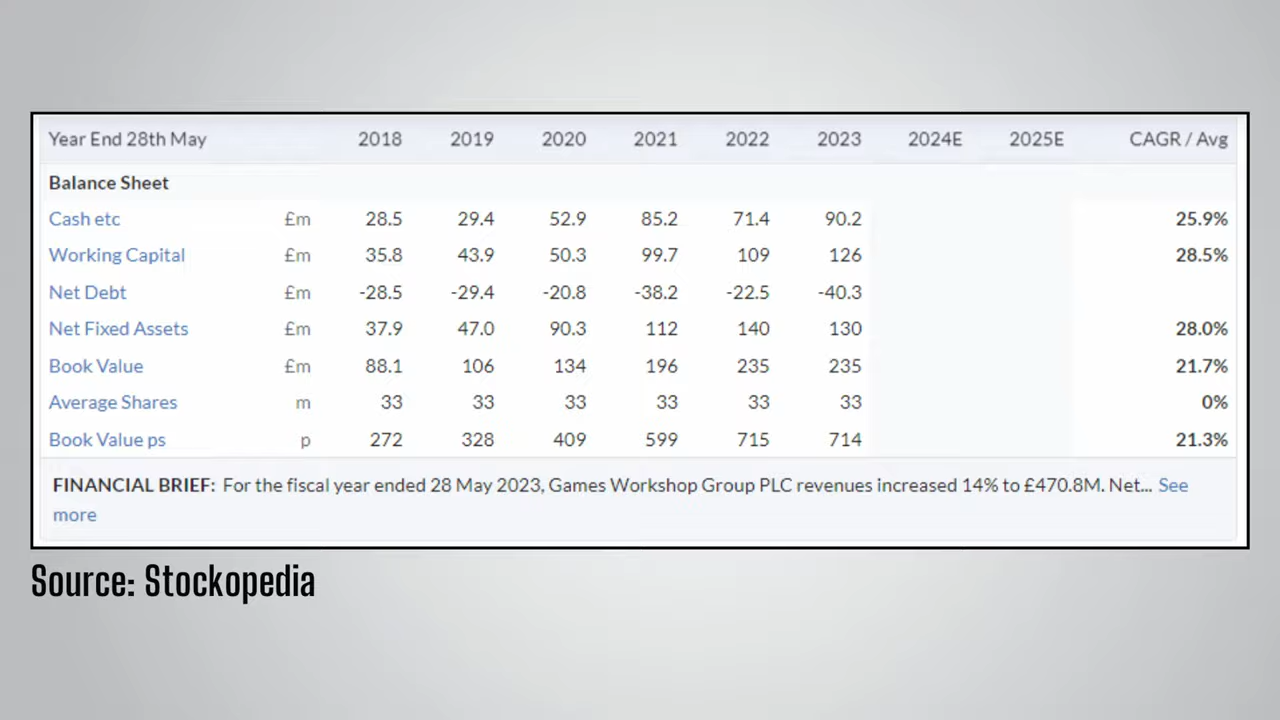 Year End 28th May 2018 2019 2020 2021 2022 2023 2024E 2025E CAGR / Avg
Balance Sheet
Cash etc £m 28.5 29.4 52.9 85.2 71.4 90.2 25.9%
Working Capital £m 35.8 43.9 50.3 99.7 109 126 28.5%
Net Debt £m -28.5 -29.4 -20.8 -38.2 -22.5 -40.3
Net Fixed Assets £m 37.9 47.0 90.3 112 140 130 28.0%
Book Value £m 88.1 106 134 196 235 235 21.7%
Average Shares m 33 33 33 33 33 33 0%
Book Value ps p 272 328 409 599 715 714 21.3%
FINANCIAL BRIEF: For the fiscal year ended 28 May 2023, Games Workshop Group PLC revenues increased 14% to £470.8M. Net... See
more
Source: Stockopedia